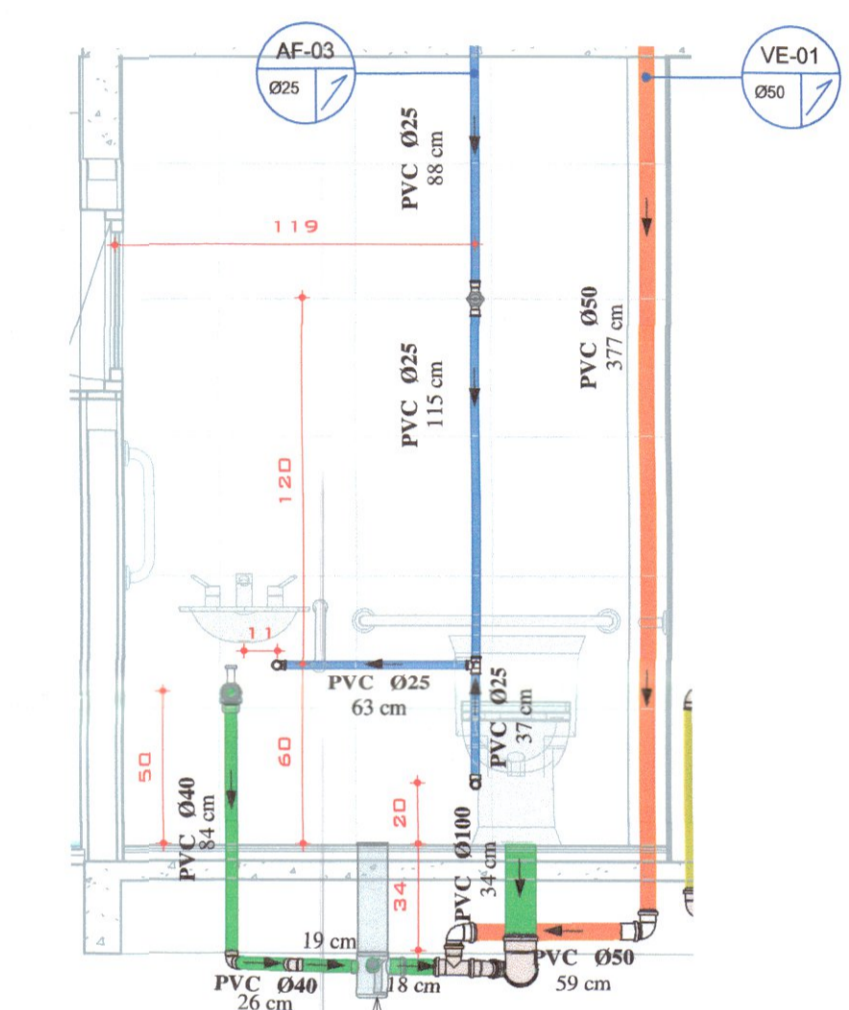 AF-03
Ø25
VE-01
Ø50
PVC Ø25
88 cm
119
PVC Ø25
115 cm
PVC Ø50
377 cm
120
11
PVC Ø25
63 cm
PVC Ø25
37 cm
50
60
20
PVC Ø40
84 cm
PVC Ø100
34 cm
34
19 cm
PVC Ø40
26 cm
18 cm
PVC Ø50
59 cm